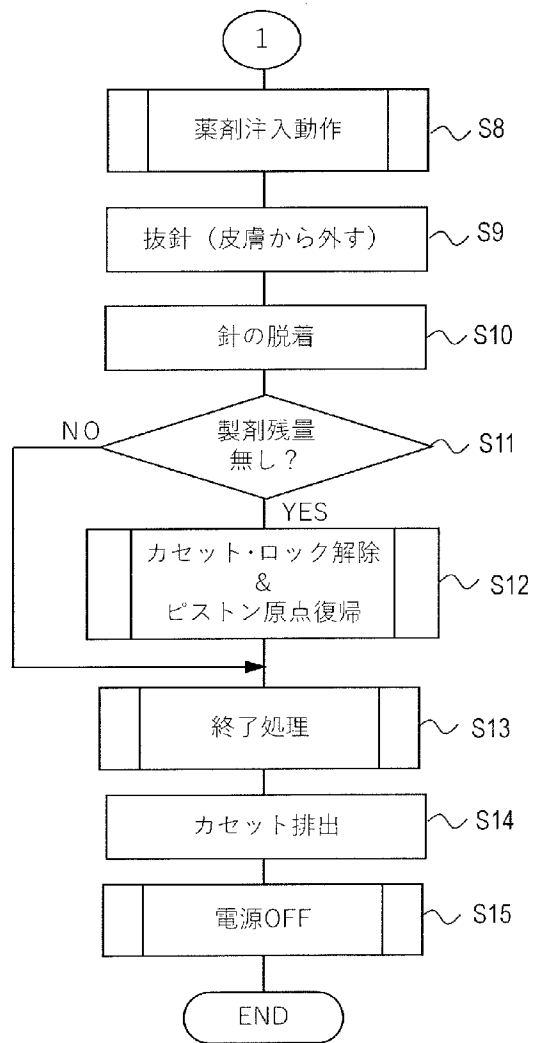 1
薬剤注入動作
S8
抜針（皮膚から外す）
S9
針の脱着
S10
製剤残量
無し？
S11
NO
YES
カセット・ロック解除
&
ピストン原点復帰
S12
終了処理
S13
カセット排出
S14
電源OFF
S15
END